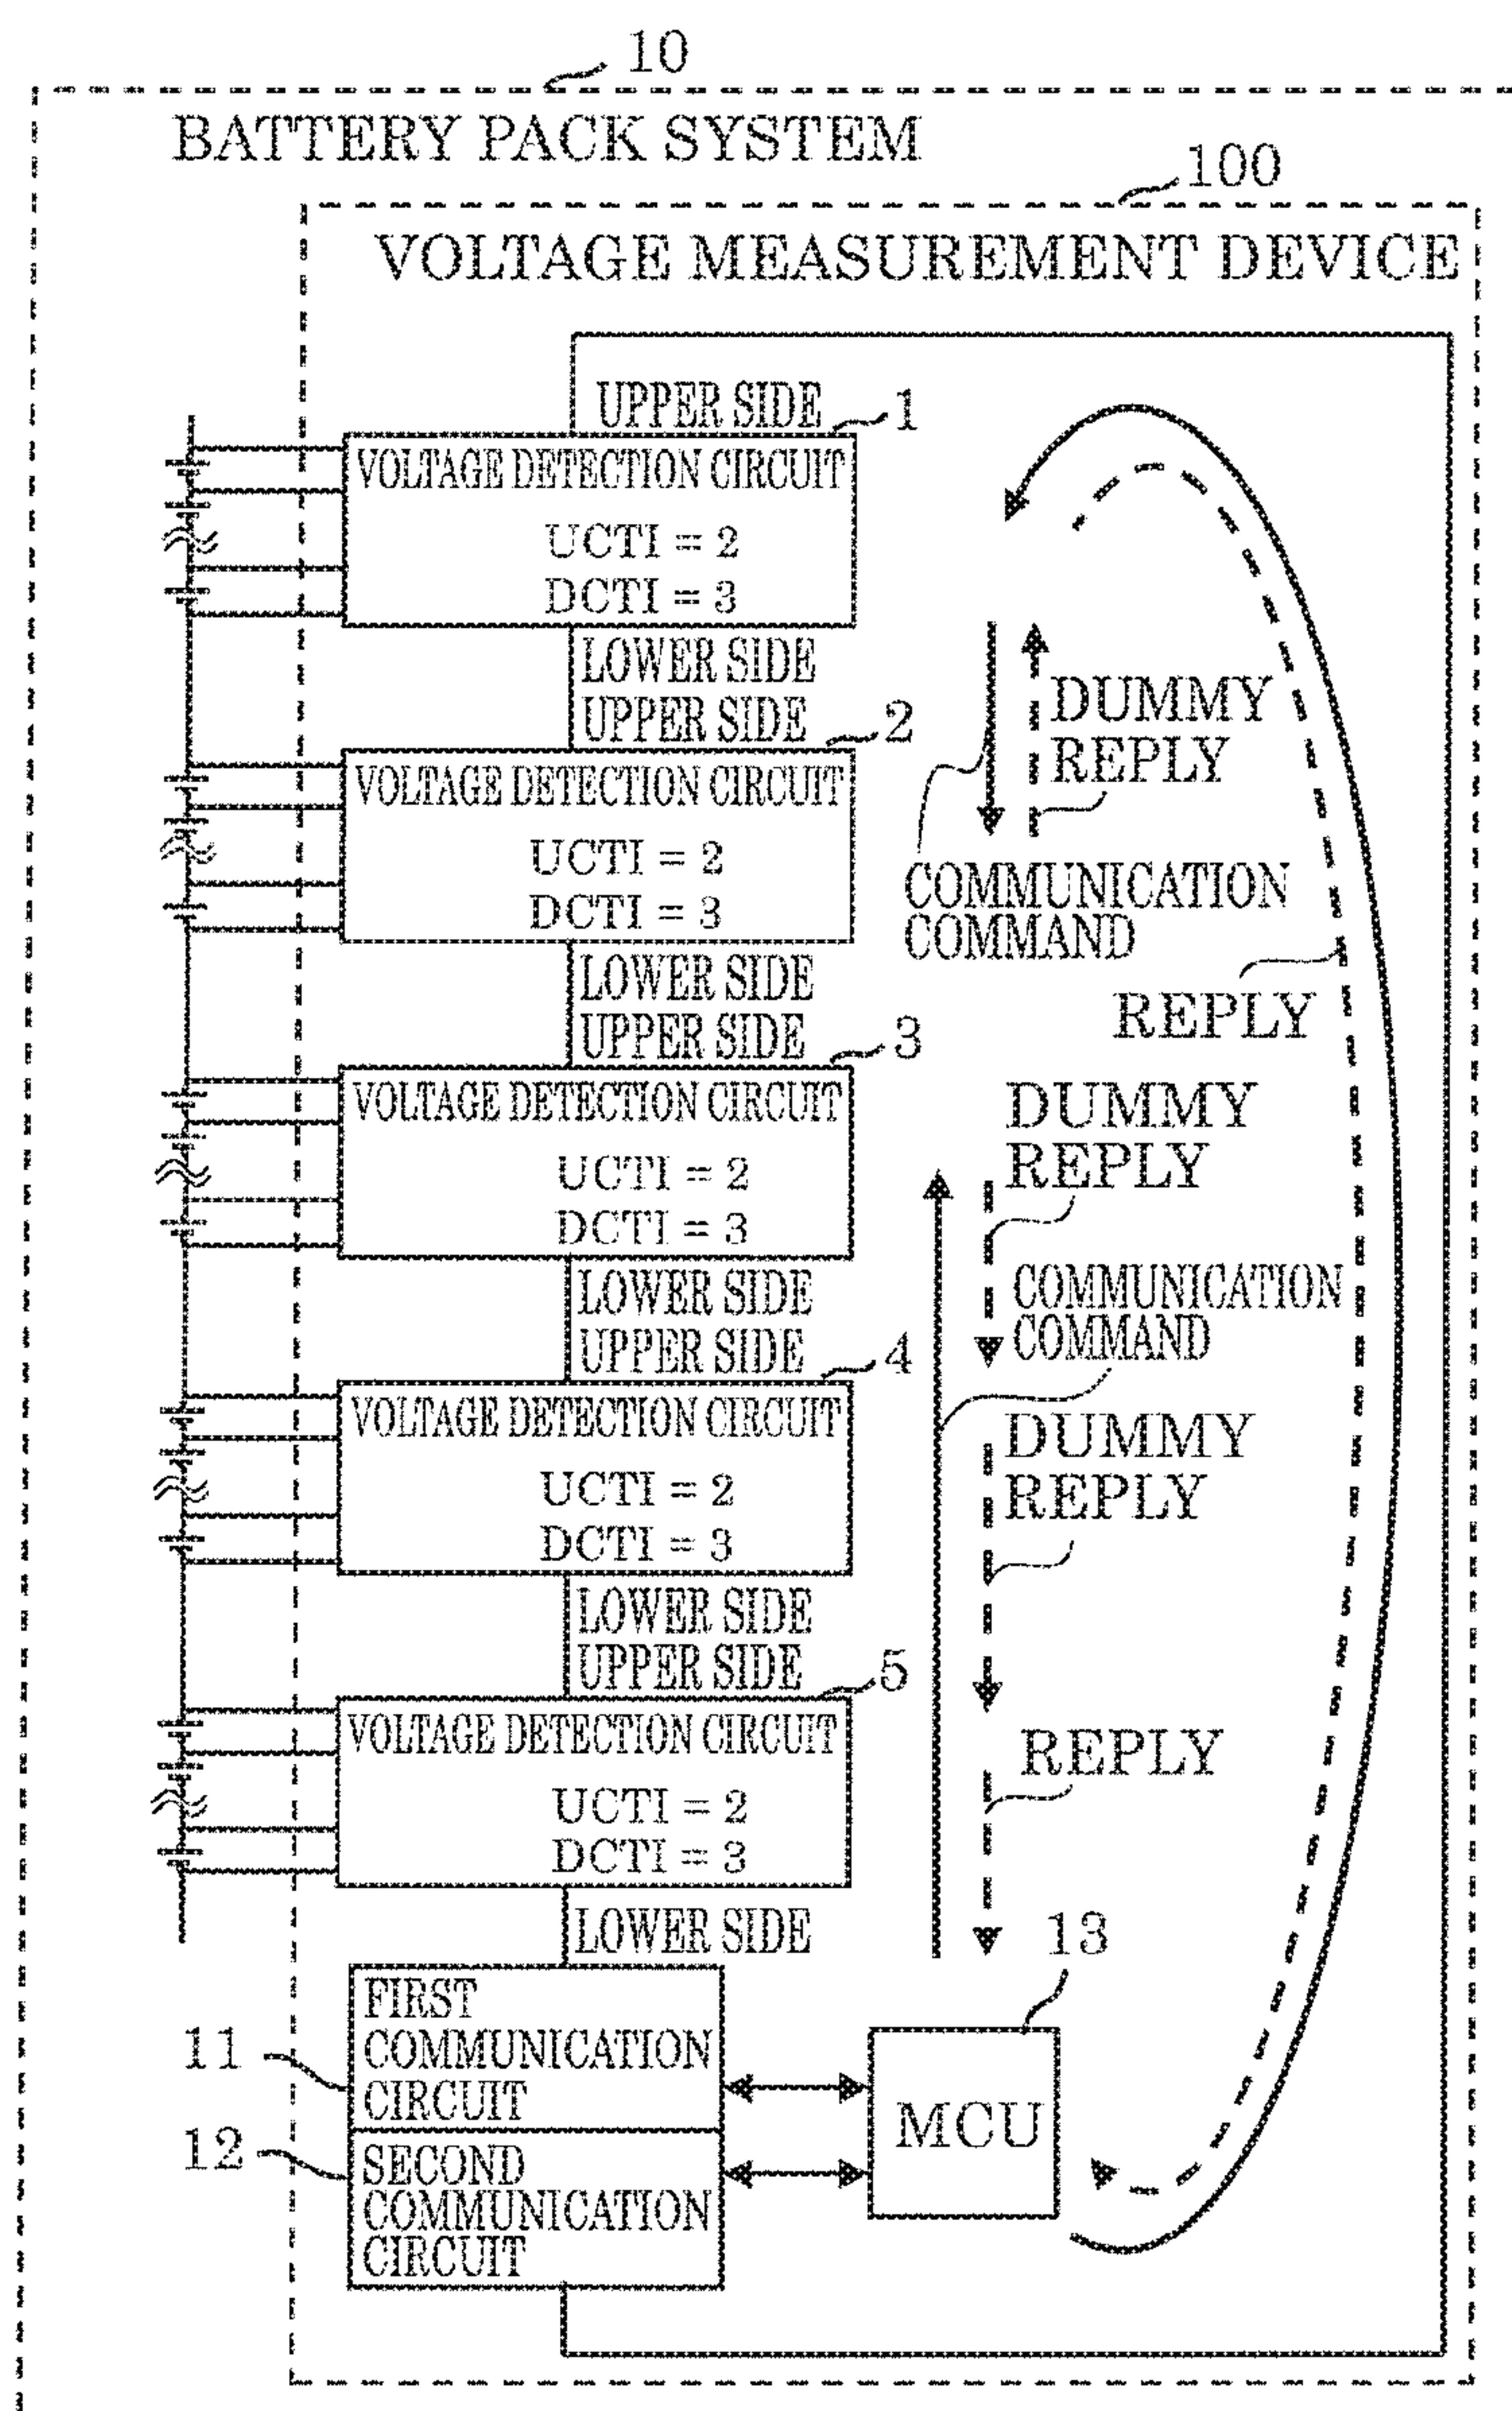 10
BATTERY PACK SYSTEM
100
VOLTAGE MEASUREMENT DEVICE
UPPER SIDE
1
VOLTAGE DETECTION CIRCUIT
UCTI = 2
DCTI = 3
LOWER SIDE
UPPER SIDE
DUMMY
REPLY
2
VOLTAGE DETECTION CIRCUIT
UCTI = 2
DCTI = 3
COMMUNICATION
COMMAND
LOWER SIDE
UPPER SIDE
REPLY
3
VOLTAGE DETECTION CIRCUIT
UCTI = 2
DCTI = 3
DUMMY
REPLY
LOWER SIDE
UPPER SIDE
COMMUNICATION
COMMAND
4
VOLTAGE DETECTION CIRCUIT
UCTI = 2
DCTI = 3
DUMMY
REPLY
LOWER SIDE
UPPER SIDE
5
VOLTAGE DETECTION CIRCUIT
UCTI = 2
DCTI = 3
REPLY
LOWER SIDE
13
11
FIRST
COMMUNICATION
CIRCUIT
MCU
12
SECOND
COMMUNICATION
CIRCUIT